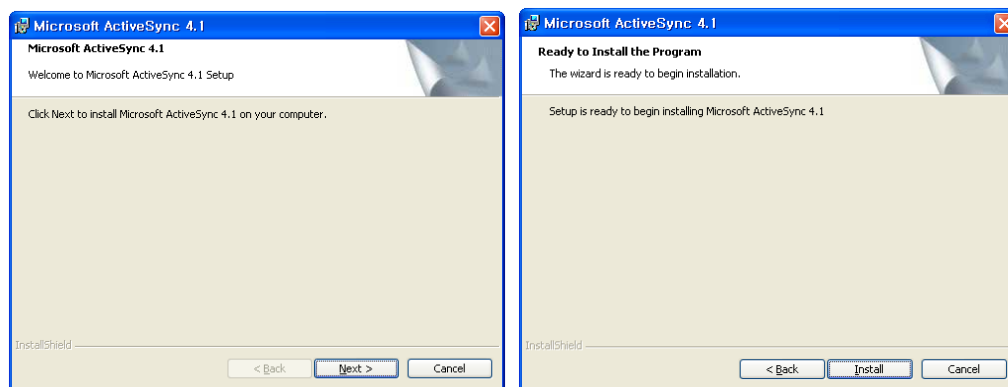 Microsoft ActiveSync 4.1
Microsoft ActiveSync 4.1
Welcome to Microsoft ActiveSync 4.1 Setup
Click Next to install Microsoft ActiveSync 4.1 on your computer.
InstallShield
< Back
Next >
Cancel
Microsoft ActiveSync 4.1
Ready to Install the Program
The wizard is ready to begin installation.
Setup is ready to begin installing Microsoft ActiveSync 4.1
InstallShield
< Back
Install
Cancel